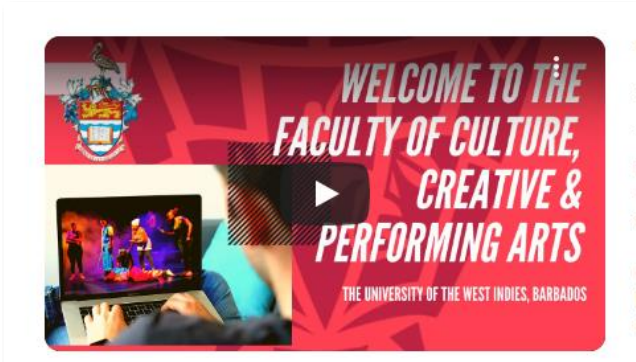 WELCOME TO THE
FACULTY OF CULTURE,
CREATIVE &
PERFORMING ARTS
THE UNIVERSITY OF THE WEST INDIES, BARBADOS